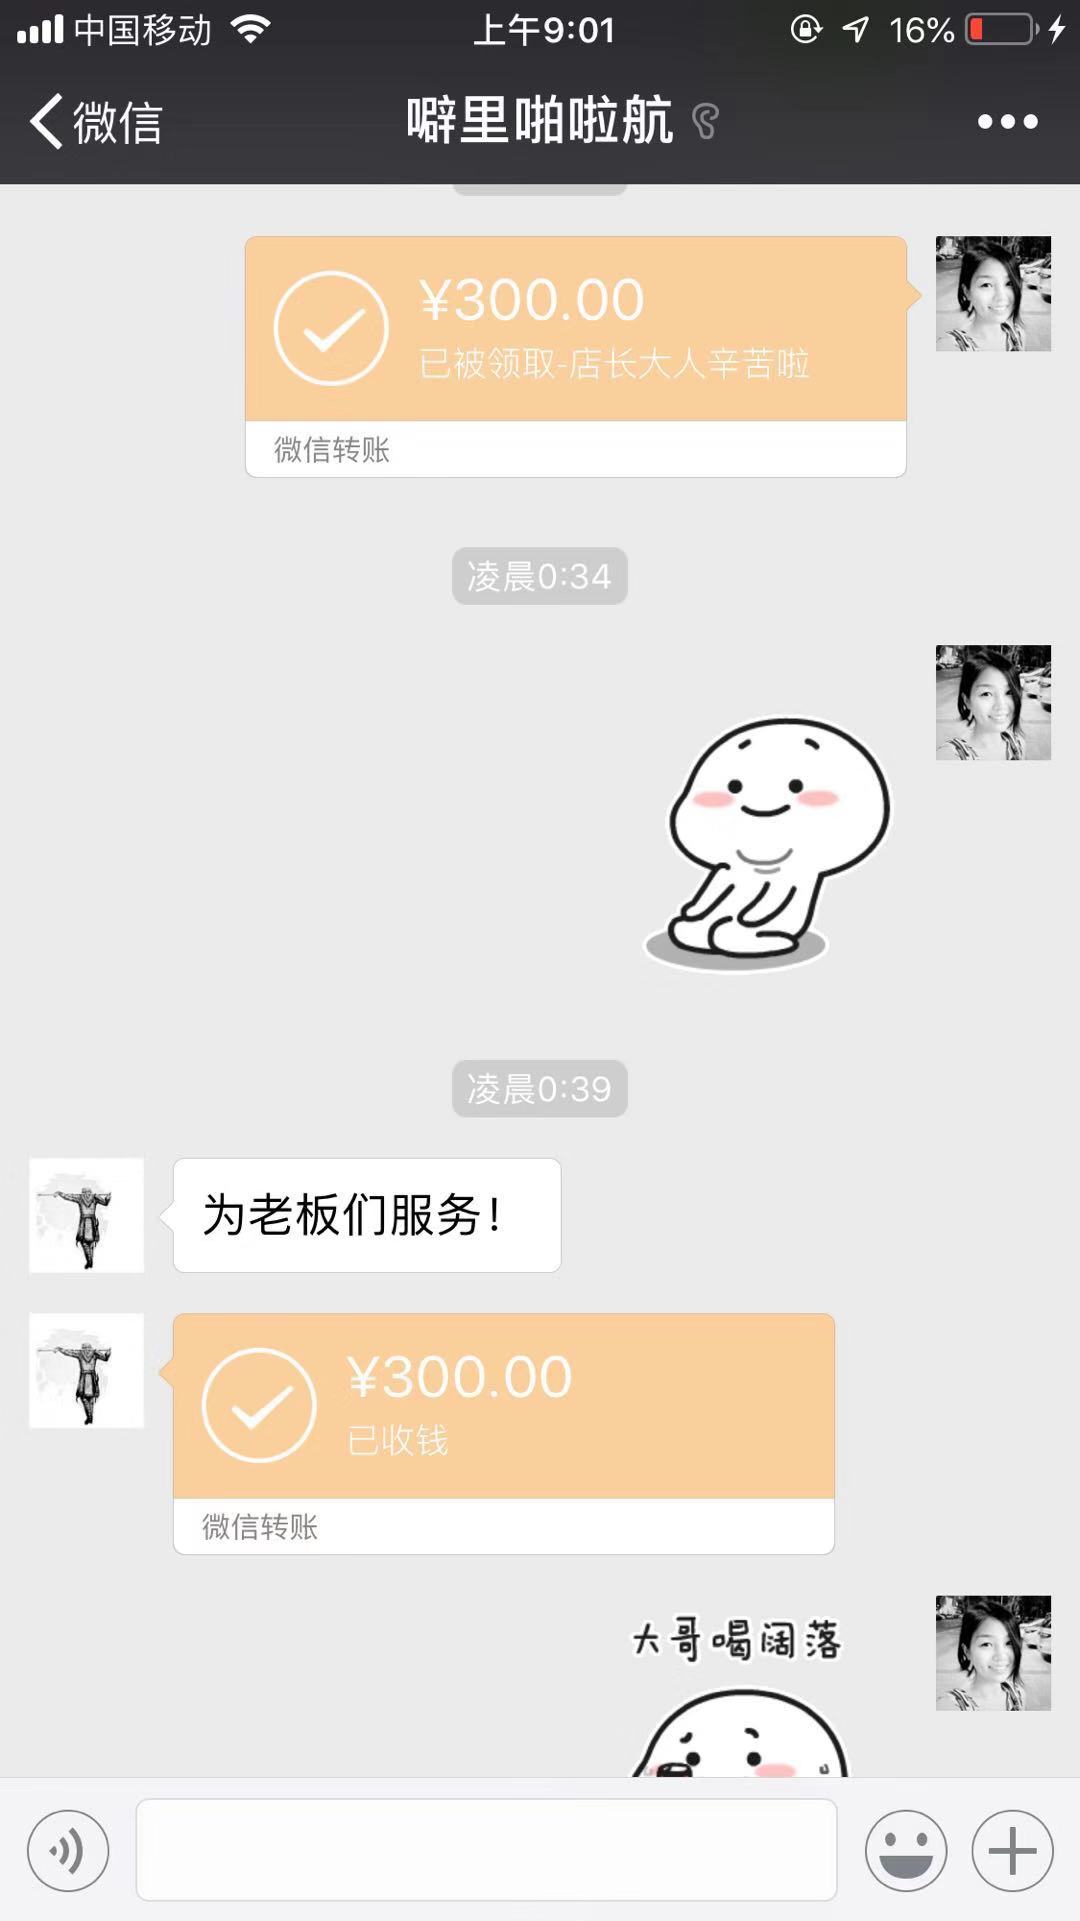 中国移动
上午9:01
16%
微信
噼里啪啦航
¥300.00
已被领取-店长大人辛苦啦
微信转账
凌晨0:34
凌晨0:39
为老板们服务!
¥300.00
已收钱
微信转账
大哥喝阔落